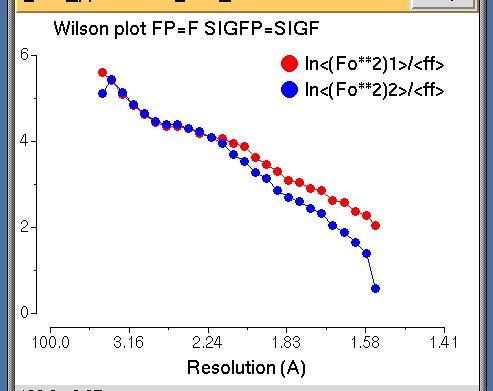 Wilson plot FP=F SIGFP=SIGF
ln<(Fo**2)1>/<ff>
ln<(Fo**2)2>/<ff>
6
4
2
0
100.0 3.16 2.24 1.83 1.58 1.41
Resolution (A)